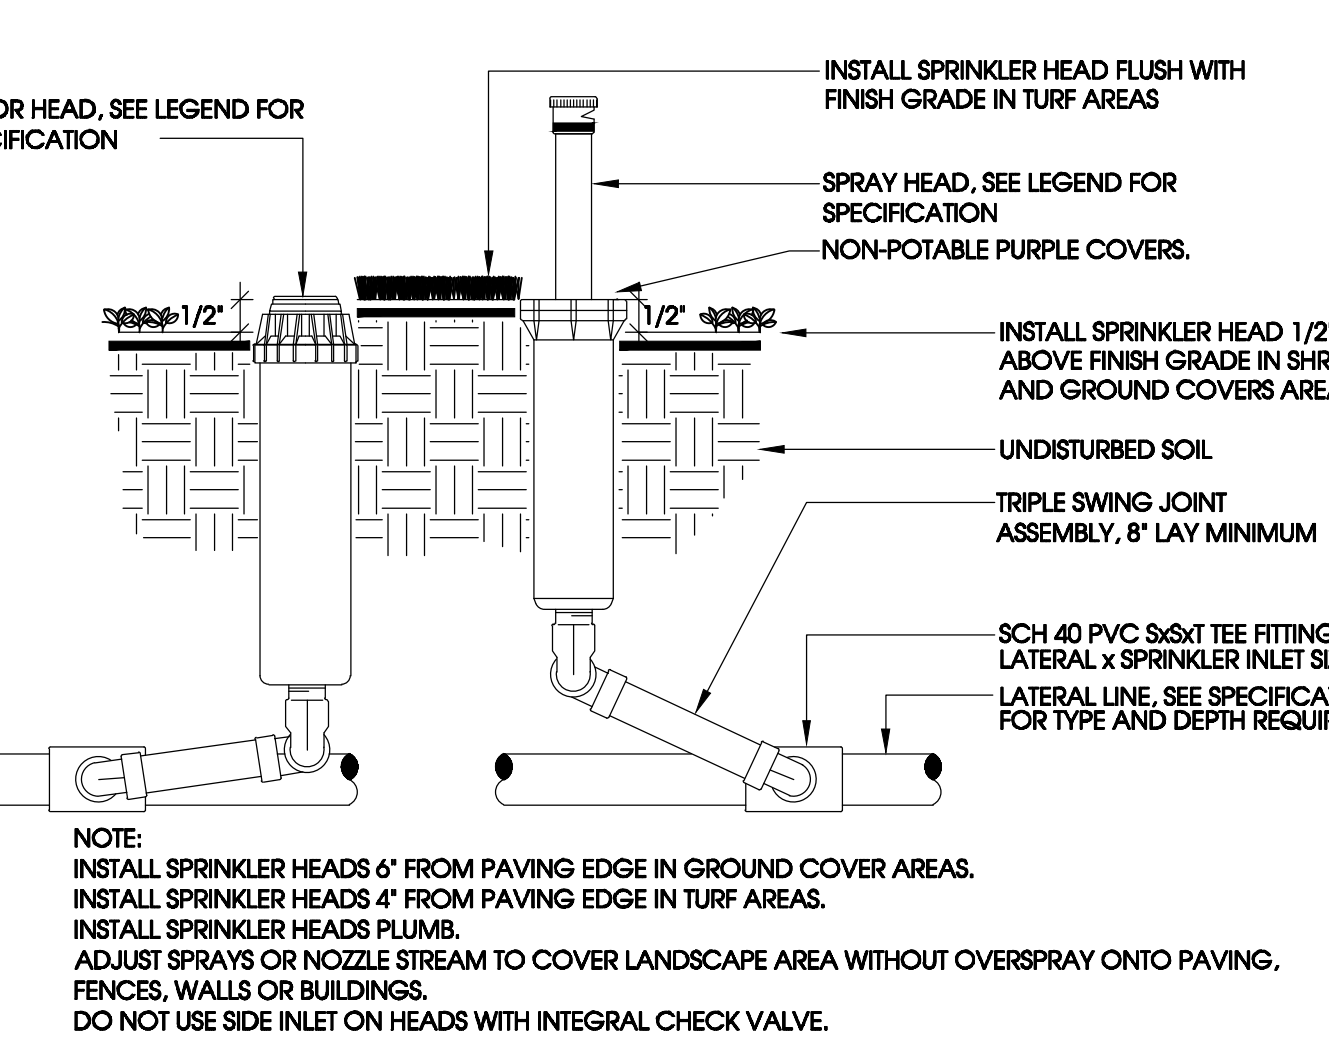 INSTALL SPRINKLER HEAD FLUSH WITH
FINISH GRADE IN TURF AREAS
OR HEAD, SEE LEGEND FOR
CIFICATION
SPRAY HEAD, SEE LEGEND FOR
SPECIFICATION
NON-POTABLE PURPLE COVERS.
1/2"
1/2"
INSTALL SPRINKLER HEAD 1/2"
ABOVE FINISH GRADE IN SHR
AND GROUND COVERS AREA
UNDISTURBED SOIL
TRIPLE SWING JOINT
ASSEMBLY, 8" LAY MINIMUM
SCH 40 PVC SxSxT TEE FITTING
LATERAL x SPRINKLER INLET SI
LATERAL LINE, SEE SPECIFICAT
FOR TYPE AND DEPTH REQUIR
NOTE:
INSTALL SPRINKLER HEADS 6" FROM PAVING EDGE IN GROUND COVER AREAS.
INSTALL SPRINKLER HEADS 4" FROM PAVING EDGE IN TURF AREAS.
INSTALL SPRINKLER HEADS PLUMB.
ADJUST SPRAYS OR NOZZLE STREAM TO COVER LANDSCAPE AREA WITHOUT OVERSPRAY ONTO PAVING,
FENCES, WALLS OR BUILDINGS.
DO NOT USE SIDE INLET ON HEADS WITH INTEGRAL CHECK VALVE.